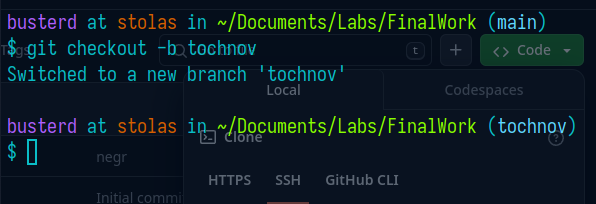 busterd at stolas in ~/Documents/Labs/FinalWork (main)
$ git checkout -b tochnov
t
Code
Switched to a new branch 'tochnov'
Local
Codespaces
busterd at stolas in ~/Documents/Labs/FinalWork (tochnov)
Clone
?
$
negr
HTTPS
SSH
GitHub CLI
Initial commi